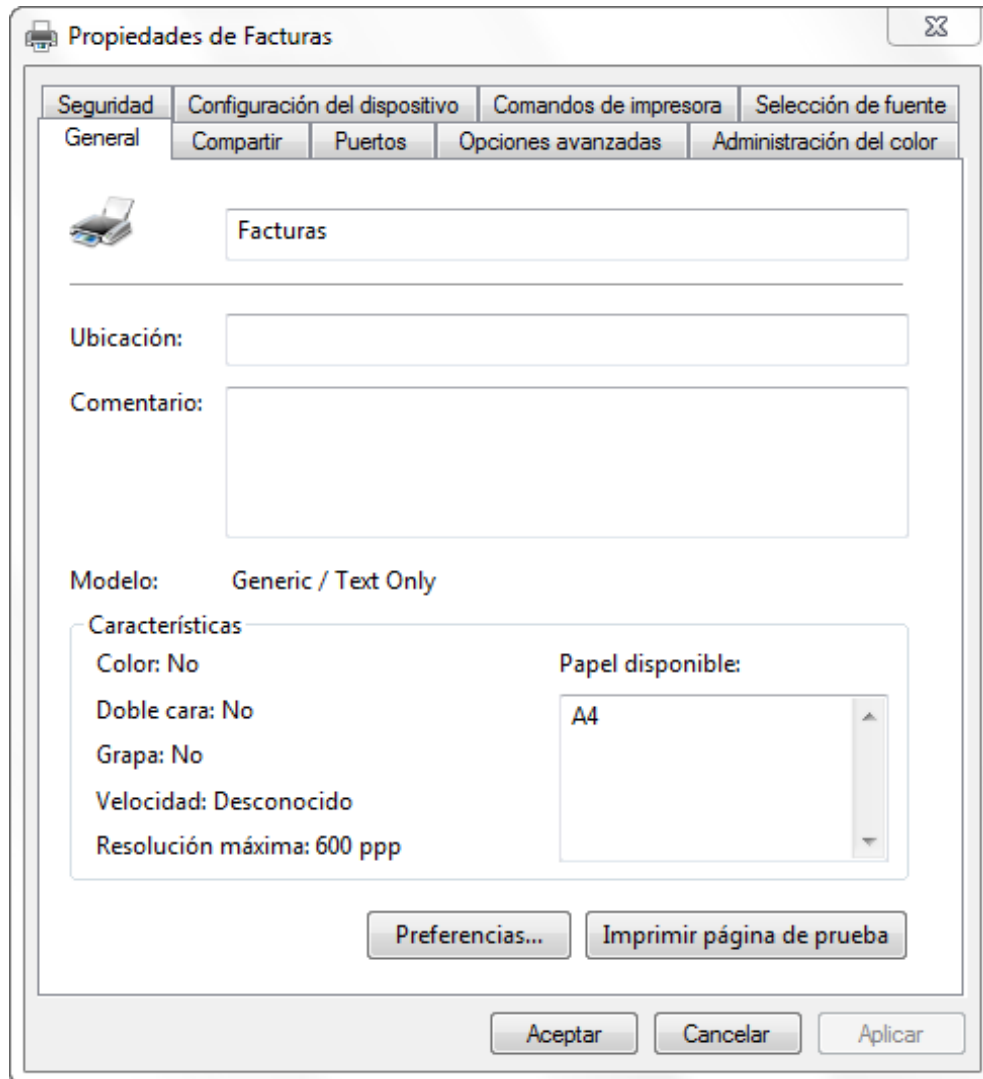 Propiedades de Facturas
Seguridad Configuración del dispositivo Comandos de impresora Selección de fuente
General Compartir Puertos Opciones avanzadas Administración del color
Facturas
Ubicación:
Comentario:
Modelo: Generic / Text Only
Características
Color: No Papel disponible:
Doble cara: No A4
Grapa: No
Velocidad: Desconocido
Resolución máxima: 600 ppp
Preferencias... Imprimir página de prueba
Aceptar Cancelar Aplicar